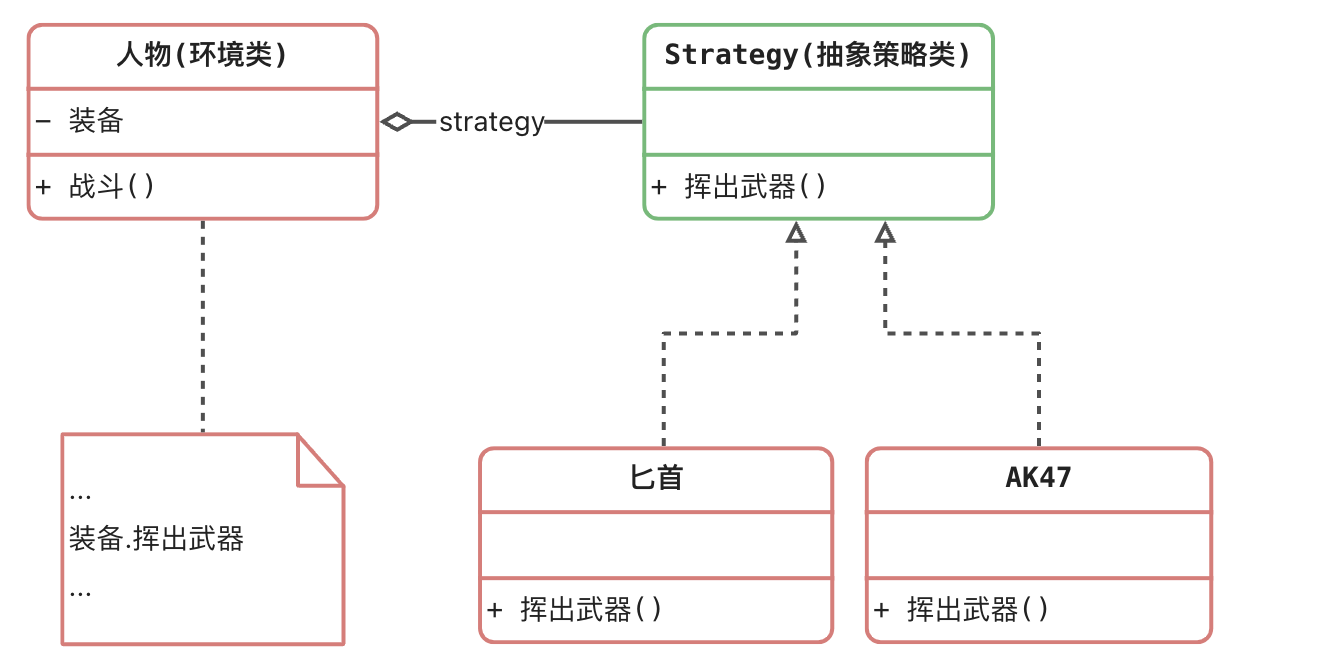 人物(环境类)
- 装备
+ 战斗()
strategy
Strategy(抽象策略类)
+ 挥出武器()
...
装备.挥出武器
...
匕首
+ 挥出武器()
AK47
+ 挥出武器()